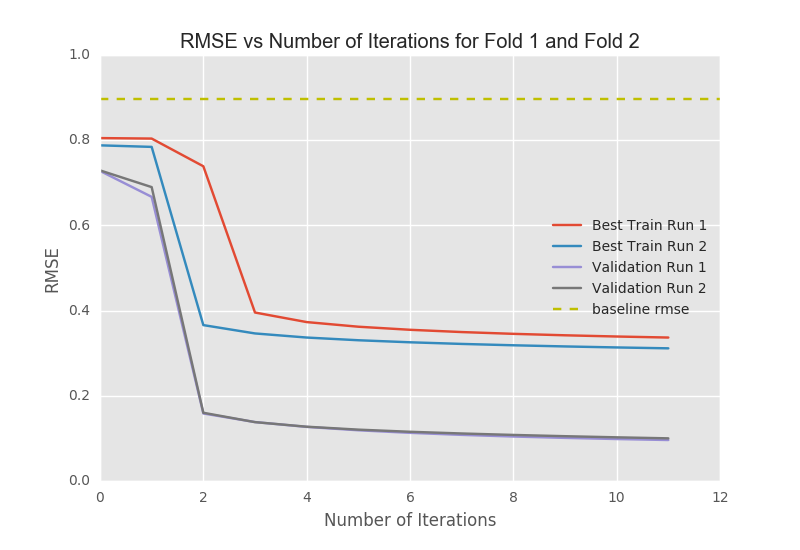 RMSE vs Number of Iterations for Fold 1 and Fold 2
1.0
0.8
0.6
0.4
0.2
0.0
RMSE
Best Train Run 1
Best Train Run 2
Validation Run 1
Validation Run 2
baseline rmse
0 2 4 6 8 10 12
Number of Iterations